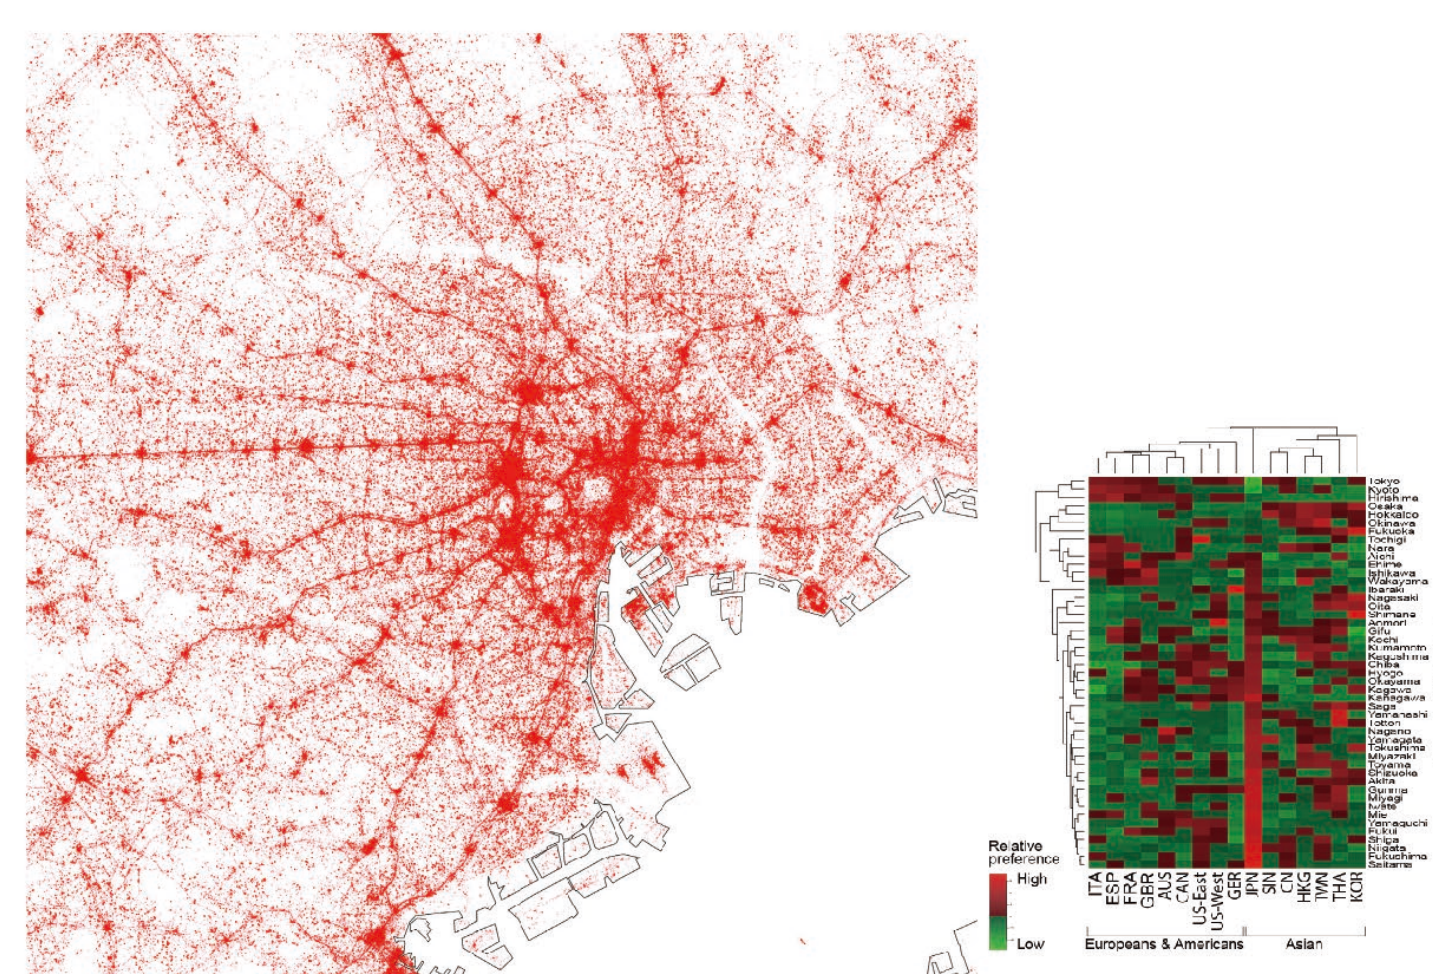 Tokyo
Kyoto
Hirishima
Osaka
Hokkaido
Okinawa
Fukuoka
Tochigi
Nara
Aichi
Ehime
Ishikawa
Wakayama
Ibaraki
Nagasaki
Oita
Shimane
Aomori
Gifu
Kochi
Kumamoto
Kagoshima
Chiba
Hyogo
Okayama
Kagawa
Kanagawa
Saga
Yamanashi
Tottori
Nagano
Yamagata
Tokushima
Miyazaki
Toyama
Shizuoka
Akita
Gunma
Miyagi
Iwate
Mie
Yamaguchi
Fukui
Shiga
Niigata
Fukushima
Saitama
Relative
preference
High
Low
ITA ESP FRA GBR AUS CAN US-East US-West GER JPN SIN CN HKG TWN THA KOR
Europeans & Americans Asian